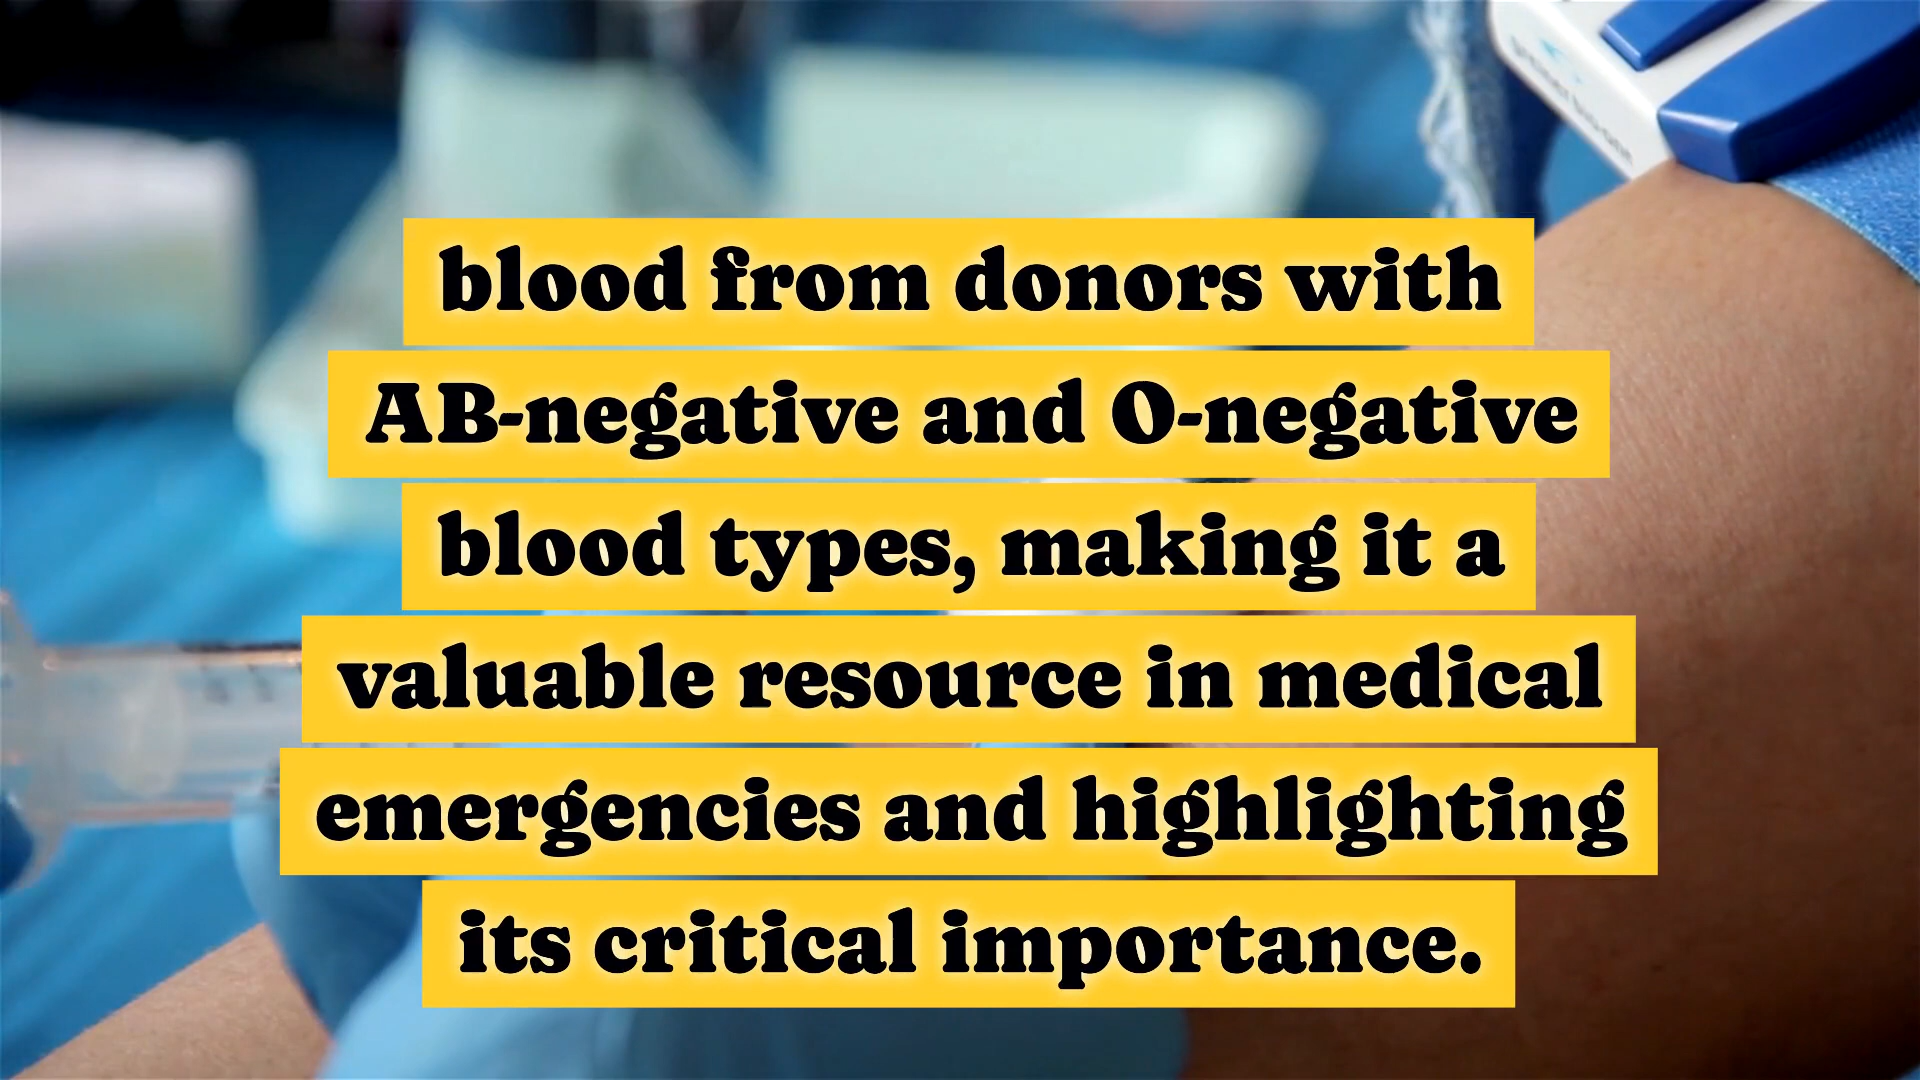 blood from donors with
AB-negative and O-negative
blood types, making it a
valuable resource in medical
emergencies and highlighting
its critical importance.